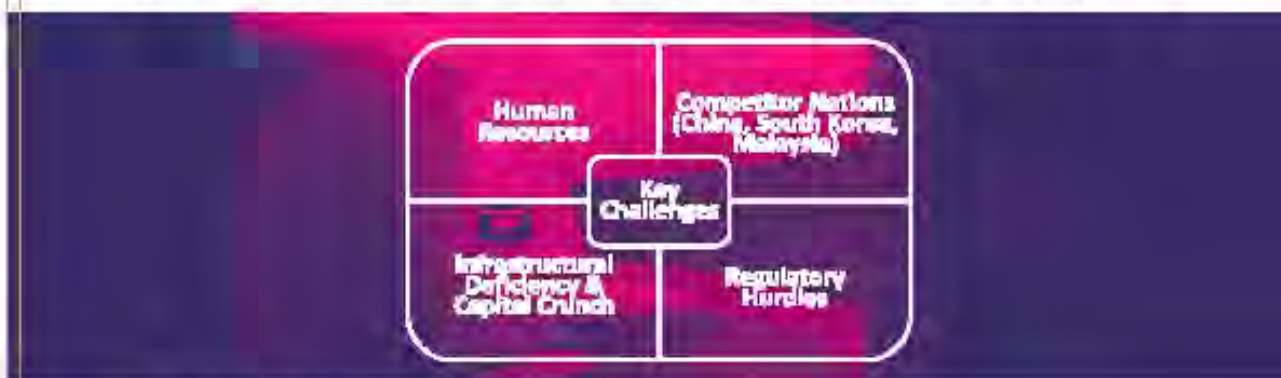 Human
Resources
Competitor Nations
(China, South Korea,
Malaysia)
Key
Challenges
Infrastructural
Deficiency &
Capital Crunch
Regulatory
Hurdles